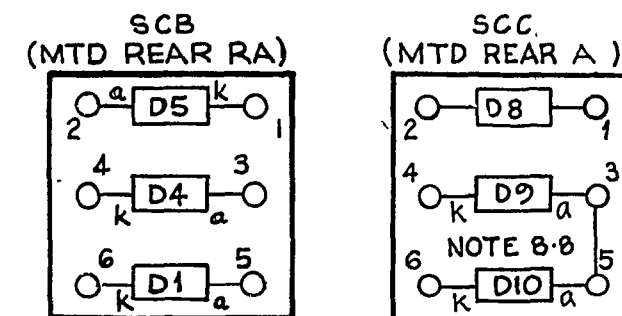 SCB
(MTD REAR RA)
a D5 k
2 1
4 3
k D4 a
6 5
k D1 a
SCC.
(MTD REAR A )
D8
2 1
4 3
k D9 a
NOTE 8.8
6 5
k D10 a